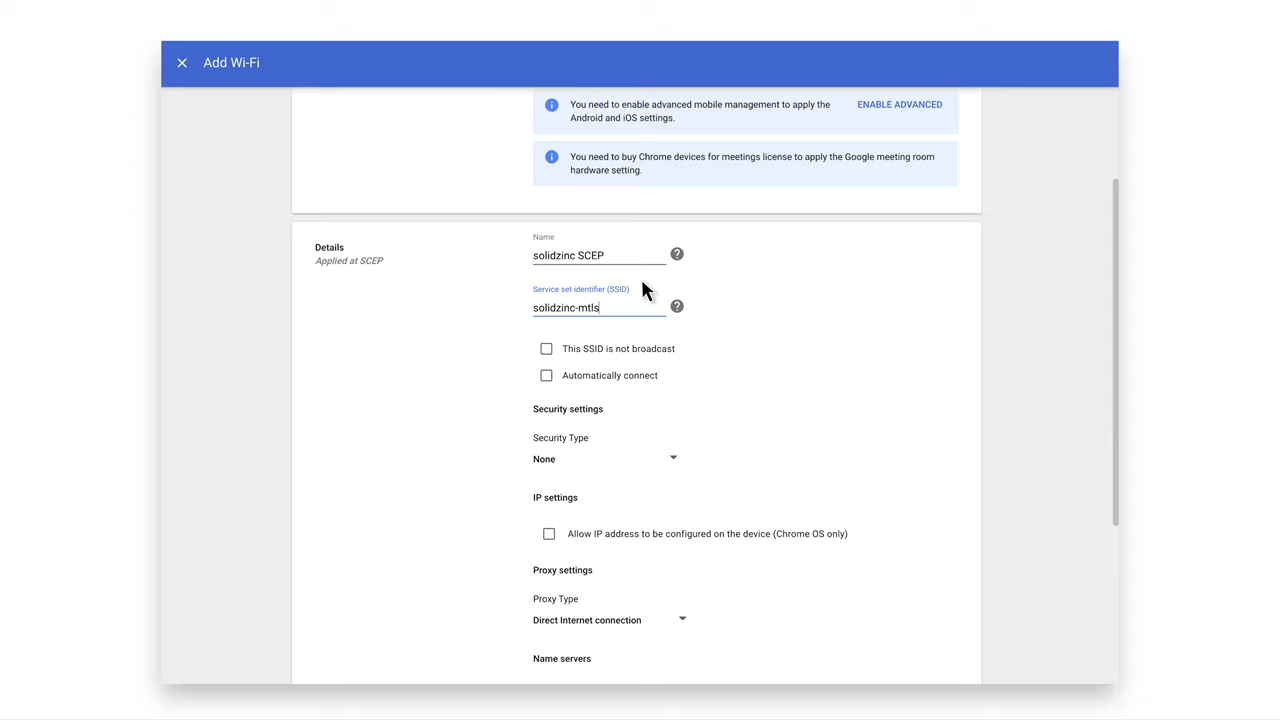 Add Wi-Fi
You need to enable advanced mobile management to apply the
Android and iOS settings.
ENABLE ADVANCED
You need to buy Chrome devices for meetings license to apply the Google meeting room
hardware setting.
Details
Applied at SCEP
Name
solidzinc SCEP
Service set identifier (SSID)
solidzinc-mtls
This SSID is not broadcast
Automatically connect
Security settings
Security Type
None
IP settings
Allow IP address to be configured on the device (Chrome OS only)
Proxy settings
Proxy Type
Direct Internet connection
Name servers